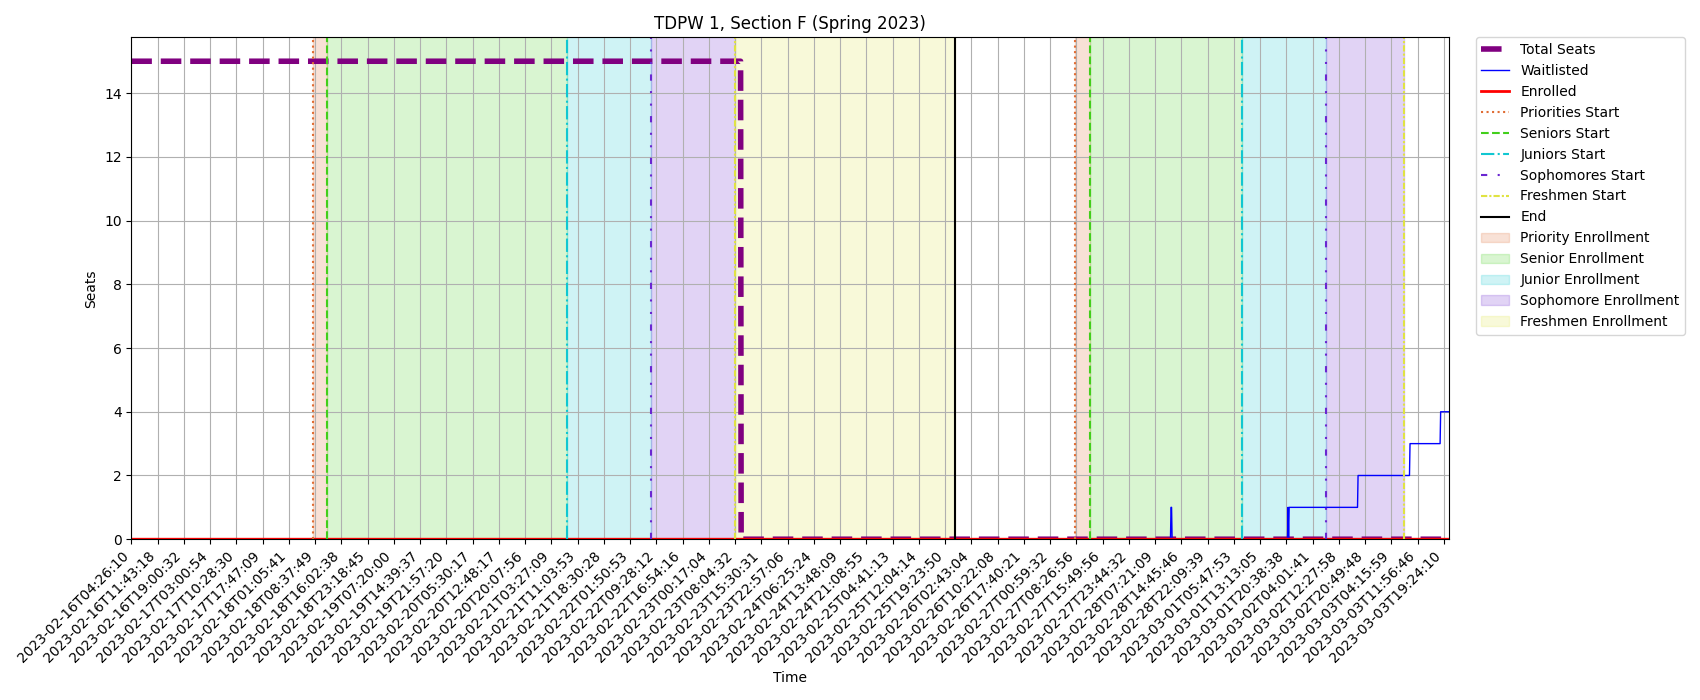 TDPW 1, Section F (Spring 2023)
Seats
14
12
10
8
6
4
2
0
2023-02-16T04:26:10
2023-02-16T11:43:18
2023-02-16T19:00:32
2023-02-17T03:00:54
2023-02-17T10:28:30
2023-02-17T17:47:09
2023-02-18T01:05:41
2023-02-18T08:37:49
2023-02-18T16:02:38
2023-02-18T23:18:45
2023-02-19T07:20:00
2023-02-19T14:39:37
2023-02-19T21:57:20
2023-02-20T05:30:17
2023-02-20T12:48:17
2023-02-20T20:07:56
2023-02-21T03:27:09
2023-02-21T11:03:53
2023-02-21T18:30:28
2023-02-22T01:50:53
2023-02-22T09:28:12
2023-02-22T16:54:16
2023-02-23T00:17:04
2023-02-23T08:04:32
2023-02-23T15:30:31
2023-02-23T22:57:06
2023-02-24T06:25:24
2023-02-24T13:48:09
2023-02-24T21:08:55
2023-02-25T04:41:13
2023-02-25T12:04:14
2023-02-25T19:23:50
2023-02-26T02:43:04
2023-02-26T10:22:08
2023-02-26T17:40:21
2023-02-27T00:59:32
2023-02-27T08:26:56
2023-02-27T15:49:56
2023-02-27T23:44:32
2023-02-28T07:21:09
2023-02-28T14:45:46
2023-02-28T22:09:39
2023-03-01T05:47:53
2023-03-01T13:13:05
2023-03-01T20:38:38
2023-03-02T04:01:41
2023-03-02T12:27:58
2023-03-02T20:49:48
2023-03-03T04:15:59
2023-03-03T11:56:46
2023-03-03T19:24:10
Time
Total Seats
Waitlisted
Enrolled
Priorities Start
Seniors Start
Juniors Start
Sophomores Start
Freshmen Start
End
Priority Enrollment
Senior Enrollment
Junior Enrollment
Sophomore Enrollment
Freshmen Enrollment